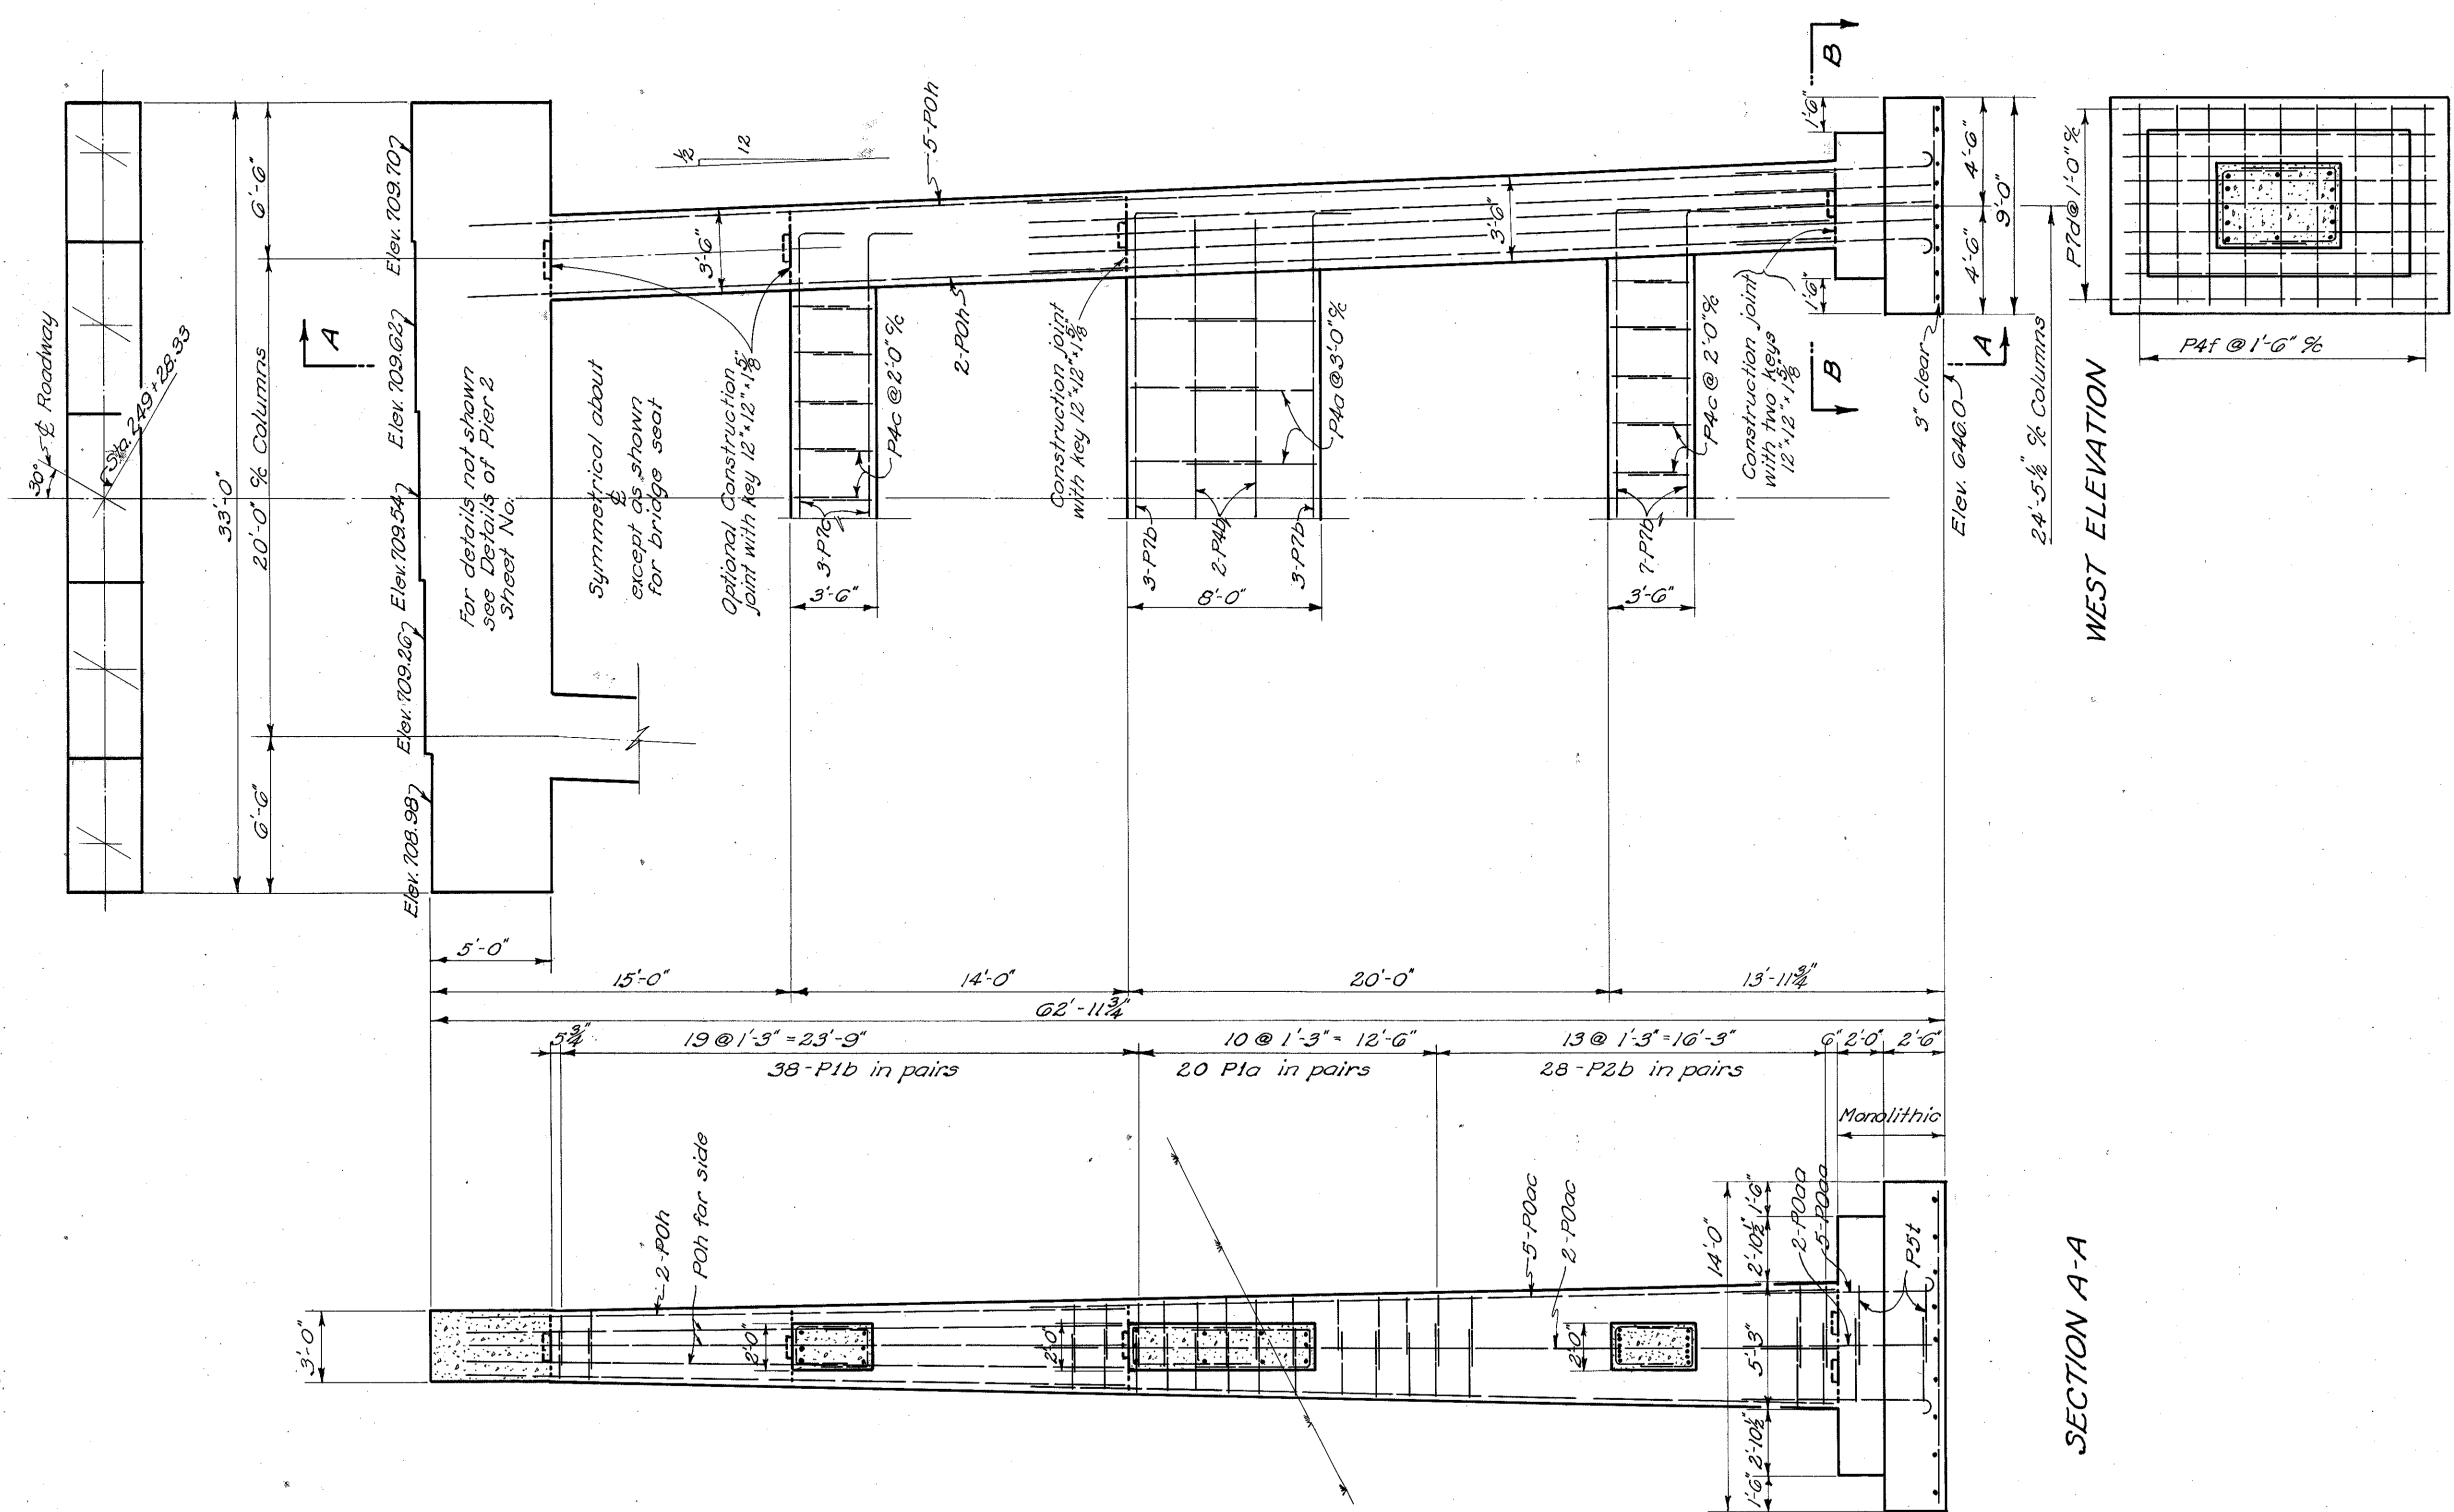 30°
℄ Roadway
Sta. 249+28.33
33'-0"
6'-6"
20'-0" c/c Columns
6'-6"
Elev. 708.98
Elev. 709.26
Elev. 709.54
Elev. 709.62
Elev. 709.70
A
For details not shown
see Details of Pier 2
Sheet No.
Symmetrical about
℄
except as shown
for bridge seat
Optional Construction
joint with key 12"×12"×1 5/8"
½
12
5-P0h
3'-6"
2-P0h
P4c @ 2'-0" c/c
3-P7c
3'-6"
Construction joint
with key 12"×12"×1 5/8"
3-P7b
2-P4b
3-P7b
8'-0"
P4a @ 3'-0" c/c
3'-6"
7-P7b
3'-6"
P4c @ 2'-0" c/c
Construction joint
with two keys
12"×12"×1 5/8"
B
B
1'-6"
1'-6"
4'-6"
4'-6"
9'-0"
3" clear
A
Elev. 646.0
24'-5½" c/c Columns
WEST ELEVATION
P7d @ 1'-0" c/c
P4f @ 1'-6" c/c
5'-0"
15'-0"
14'-0"
20'-0"
13'-11¾"
62'-11¾"
5¾"
19 @ 1'-3" = 23'-9"
10 @ 1'-3" = 12'-6"
13 @ 1'-3" = 16'-3"
6"
2'-0"
2'-6"
38-P1b in pairs
20 P1a in pairs
28-P2b in pairs
Monolithic
3'-0"
2-P0h
P0h far side
2'-0"
2'-0"
5-P0ac
2-P0ac
2'-0"
14'-0"
1'-6"
2'-10½"
5'-3"
2'-10½"
1'-6"
2-P0aa
5-P0aa
P5t
SECTION A-A